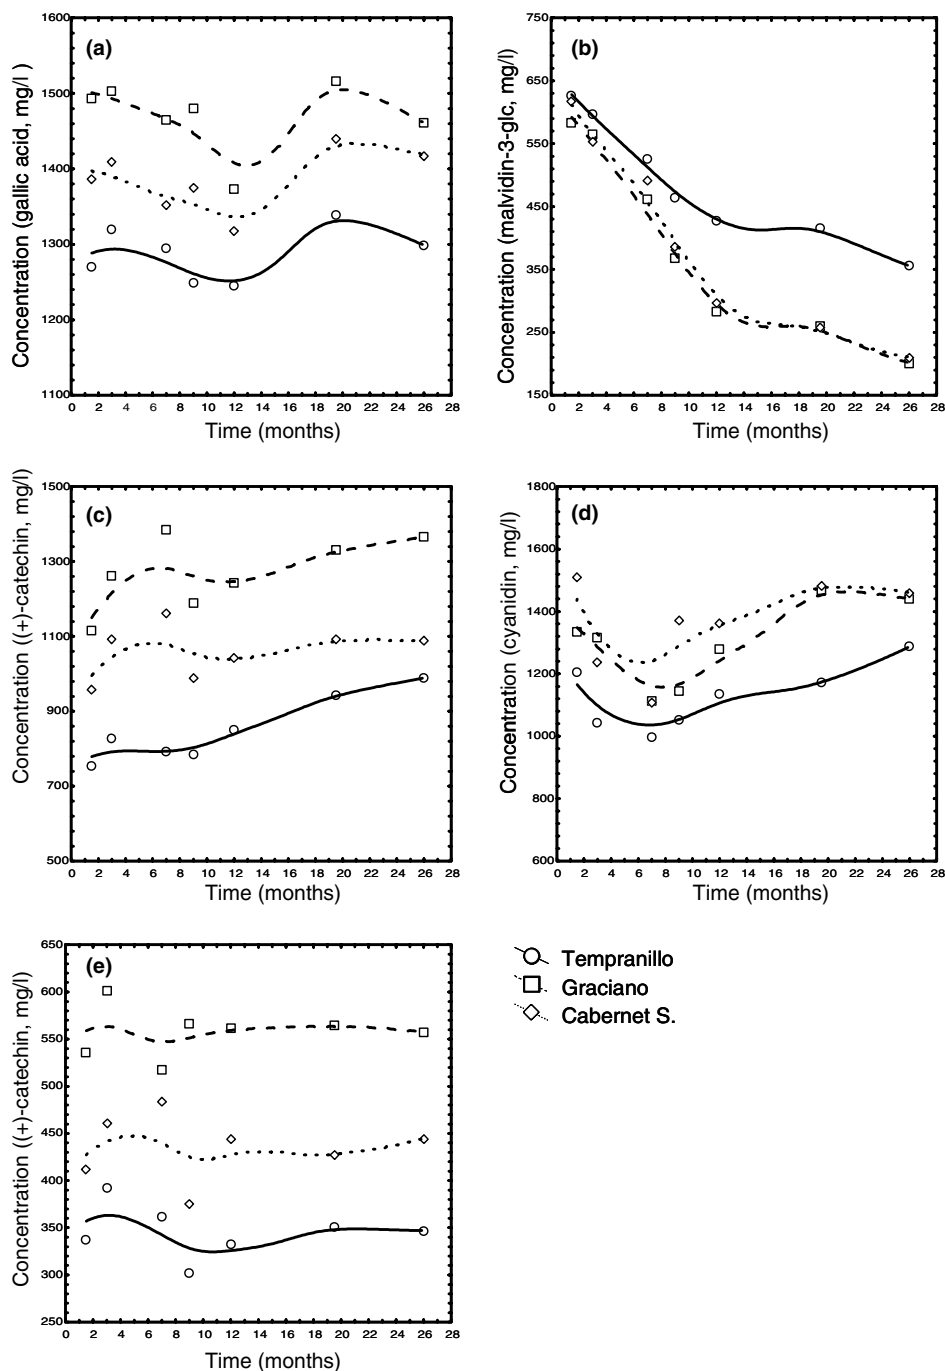 (a)
Concentration (gallic acid, mg/l )
1600
1500
1400
1300
1200
1100
0 2 4 6 8 10 12 14 16 18 20 22 24 26 28
Time (months)
(b)
Concentration (malvidin-3-glc, mg/l)
750
650
550
450
350
250
150
0 2 4 6 8 10 12 14 16 18 20 22 24 26 28
Time (months)
(c)
Concentration ((+)-catechin, mg/l)
1500
1300
1100
900
700
500
0 2 4 6 8 10 12 14 16 18 20 22 24 26 28
Time (months)
(d)
Concentration (cyanidin, mg/l)
1800
1600
1400
1200
1000
800
600
0 2 4 6 8 10 12 14 16 18 20 22 24 26 28
Time (months)
(e)
Concentration ((+)-catechin, mg/l)
650
600
550
500
450
400
350
300
250
0 2 4 6 8 10 12 14 16 18 20 22 24 26 28
Time (months)
Tempranillo
Graciano
Cabernet S.